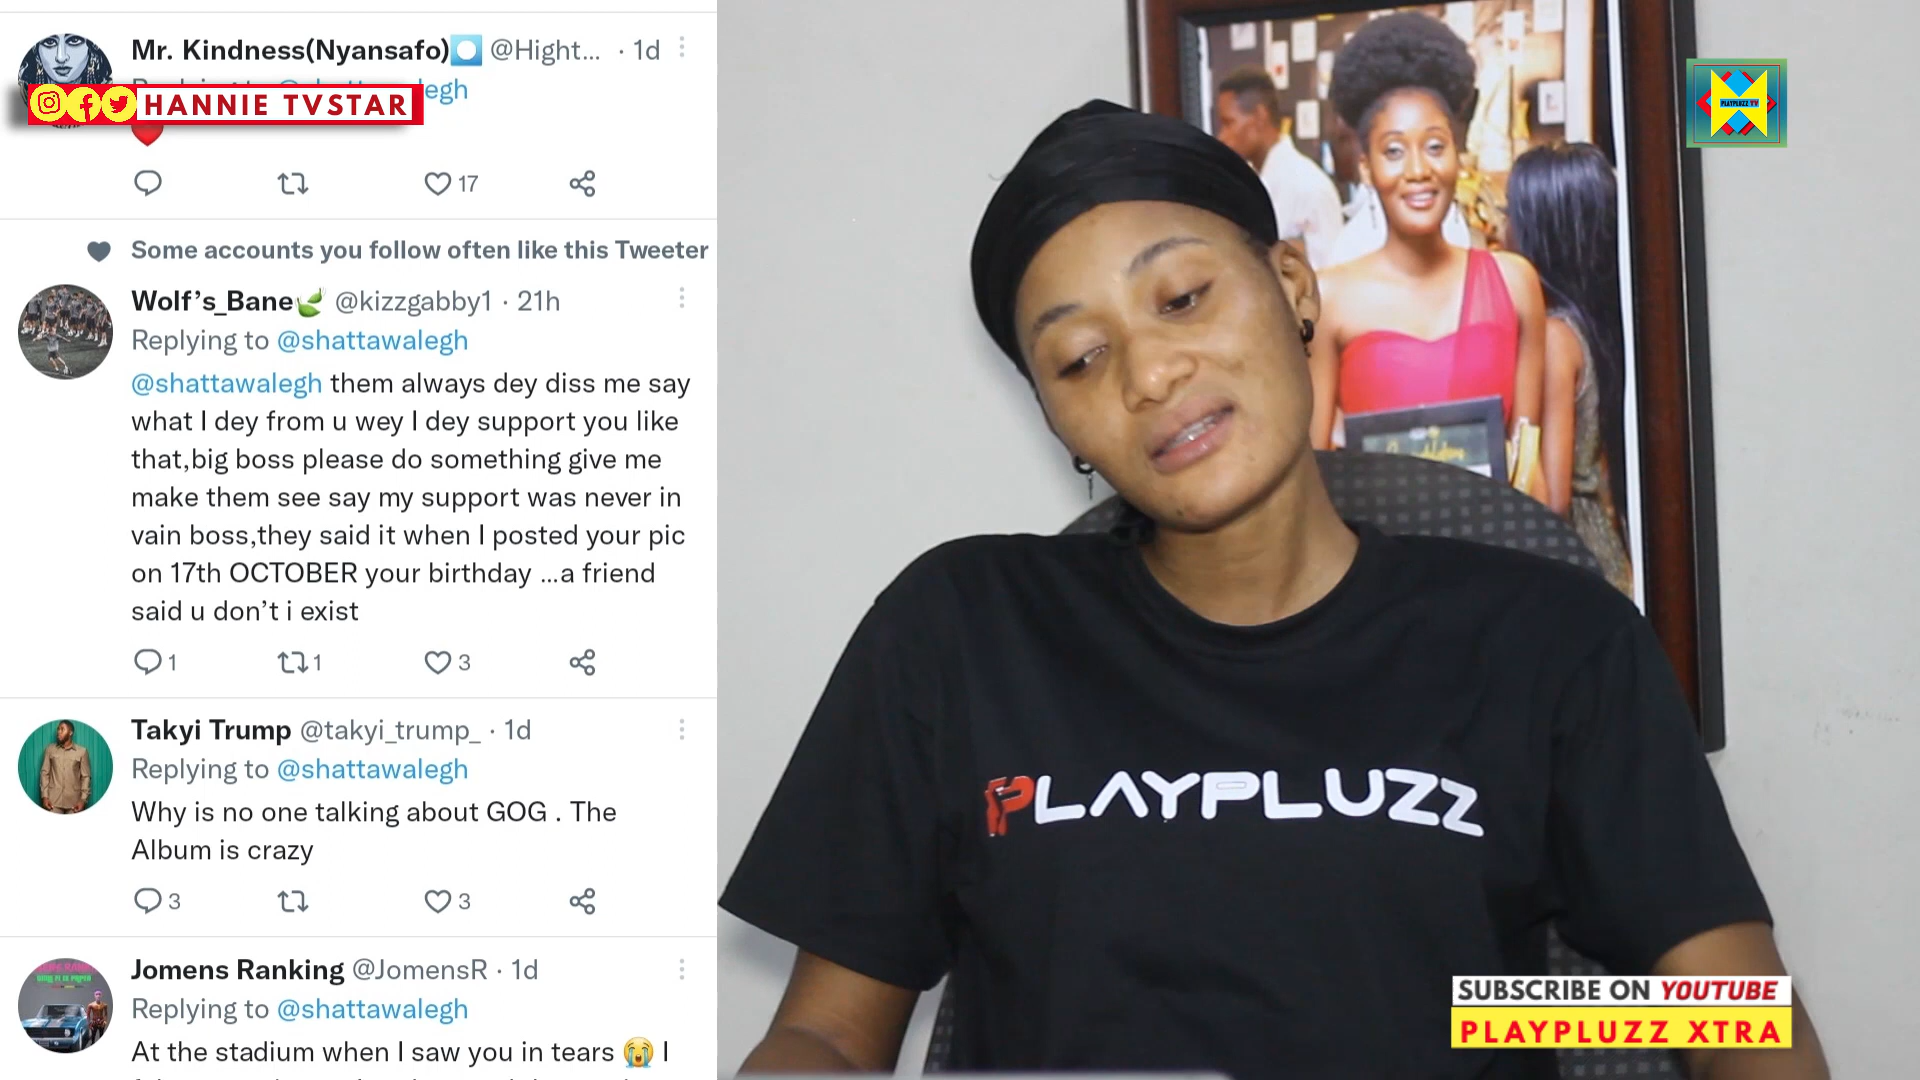 Mr. Kindness(Nyansafo) @Hight... · 1d
egh
HANNIE TVSTAR
17
Some accounts you follow often like this Tweeter
Wolf's_Bane @kizzgabby1 · 21h
Replying to @shattawalegh
@shattawalegh them always dey diss me say
what I dey from u wey I dey support you like
that,big boss please do something give me
make them see say my support was never in
vain boss,they said it when I posted your pic
on 17th OCTOBER your birthday ...a friend
said u don't i exist
1 1 3
Takyi Trump @takyi_trump_ · 1d
Replying to @shattawalegh
Why is no one talking about GOG . The
Album is crazy
3 3
Jomens Ranking @JomensR · 1d
Replying to @shattawalegh
At the stadium when I saw you in tears 😭 I
PLAYPLUZZ TV
PLAYPLUZZ
SUBSCRIBE ON YOUTUBE
PLAYPLUZZ XTRA